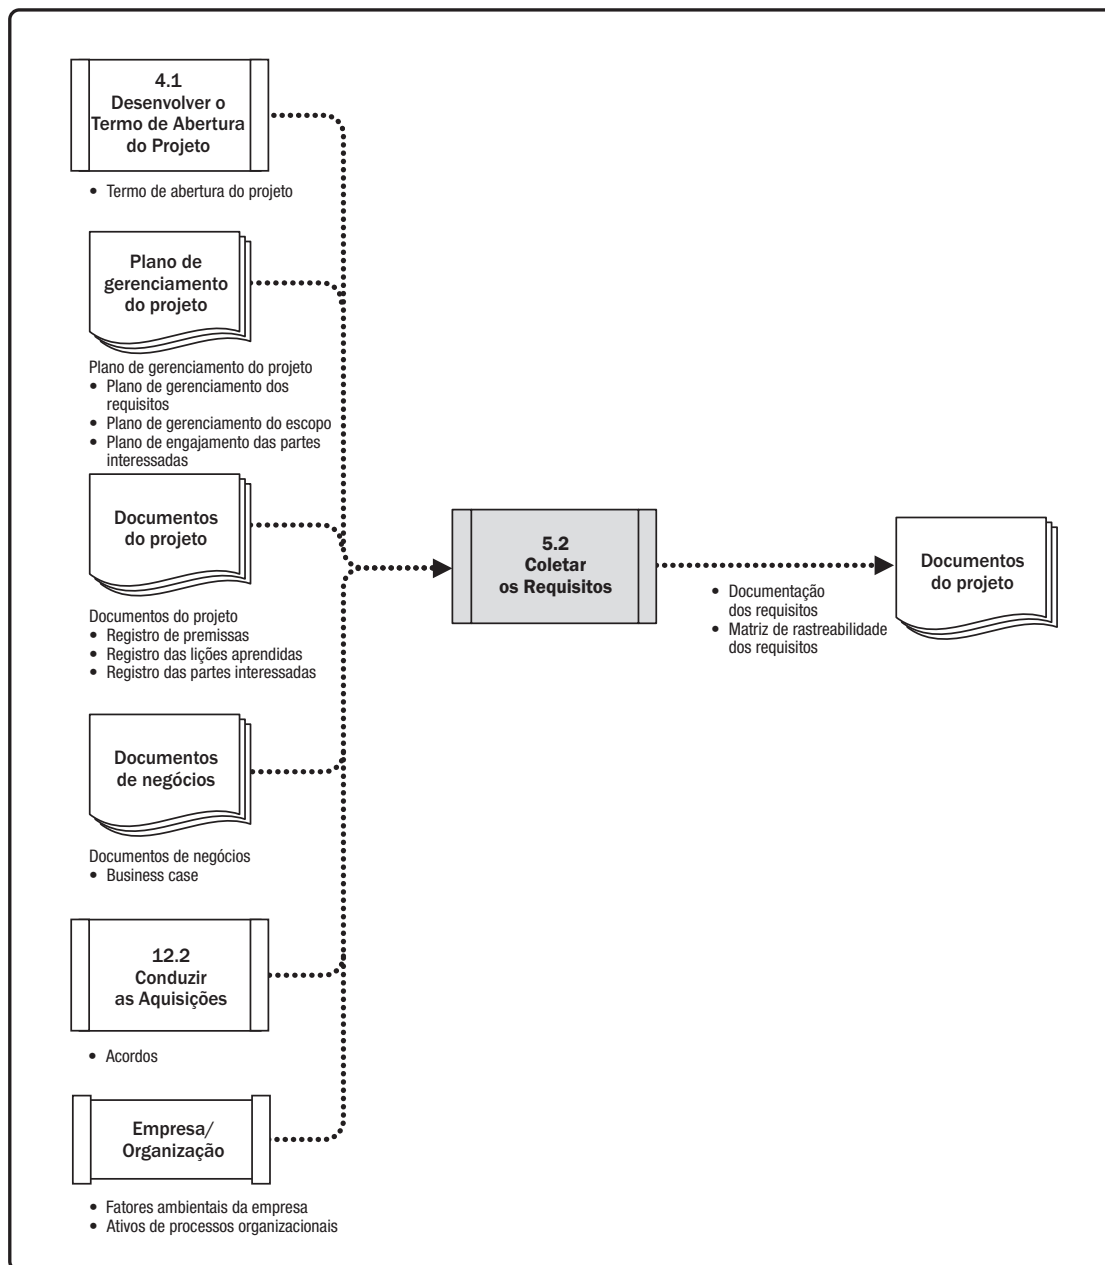 4.1
Desenvolver o
Termo de Abertura
do Projeto
• Termo de abertura do projeto
Plano de
gerenciamento
do projeto
Plano de gerenciamento do projeto
• Plano de gerenciamento dos
requisitos
• Plano de gerenciamento do escopo
• Plano de engajamento das partes
interessadas
Documentos
do projeto
Documentos do projeto
• Registro de premissas
• Registro das lições aprendidas
• Registro das partes interessadas
Documentos
de negócios
Documentos de negócios
• Business case
12.2
Conduzir
as Aquisições
• Acordos
Empresa/
Organização
• Fatores ambientais da empresa
• Ativos de processos organizacionais
5.2
Coletar
os Requisitos
• Documentação
dos requisitos
• Matriz de rastreabilidade
dos requisitos
Documentos
do projeto